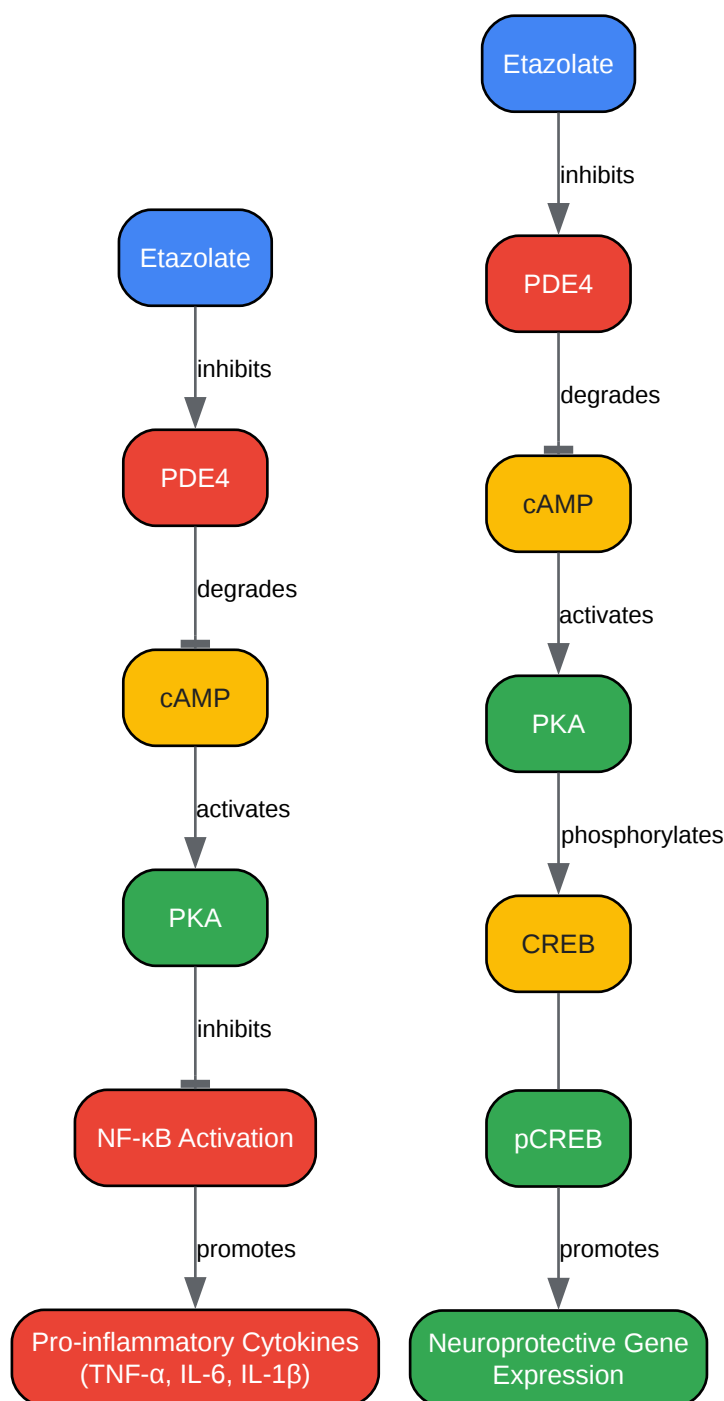 Etazolate
inhibits
PDE4
degrades
cAMP
activates
PKA
inhibits
NF-κB Activation
promotes
Pro-inflammatory Cytokines
(TNF-α, IL-6, IL-1β)
Etazolate
inhibits
PDE4
degrades
cAMP
activates
PKA
phosphorylates
CREB
pCREB
promotes
Neuroprotective Gene
Expression